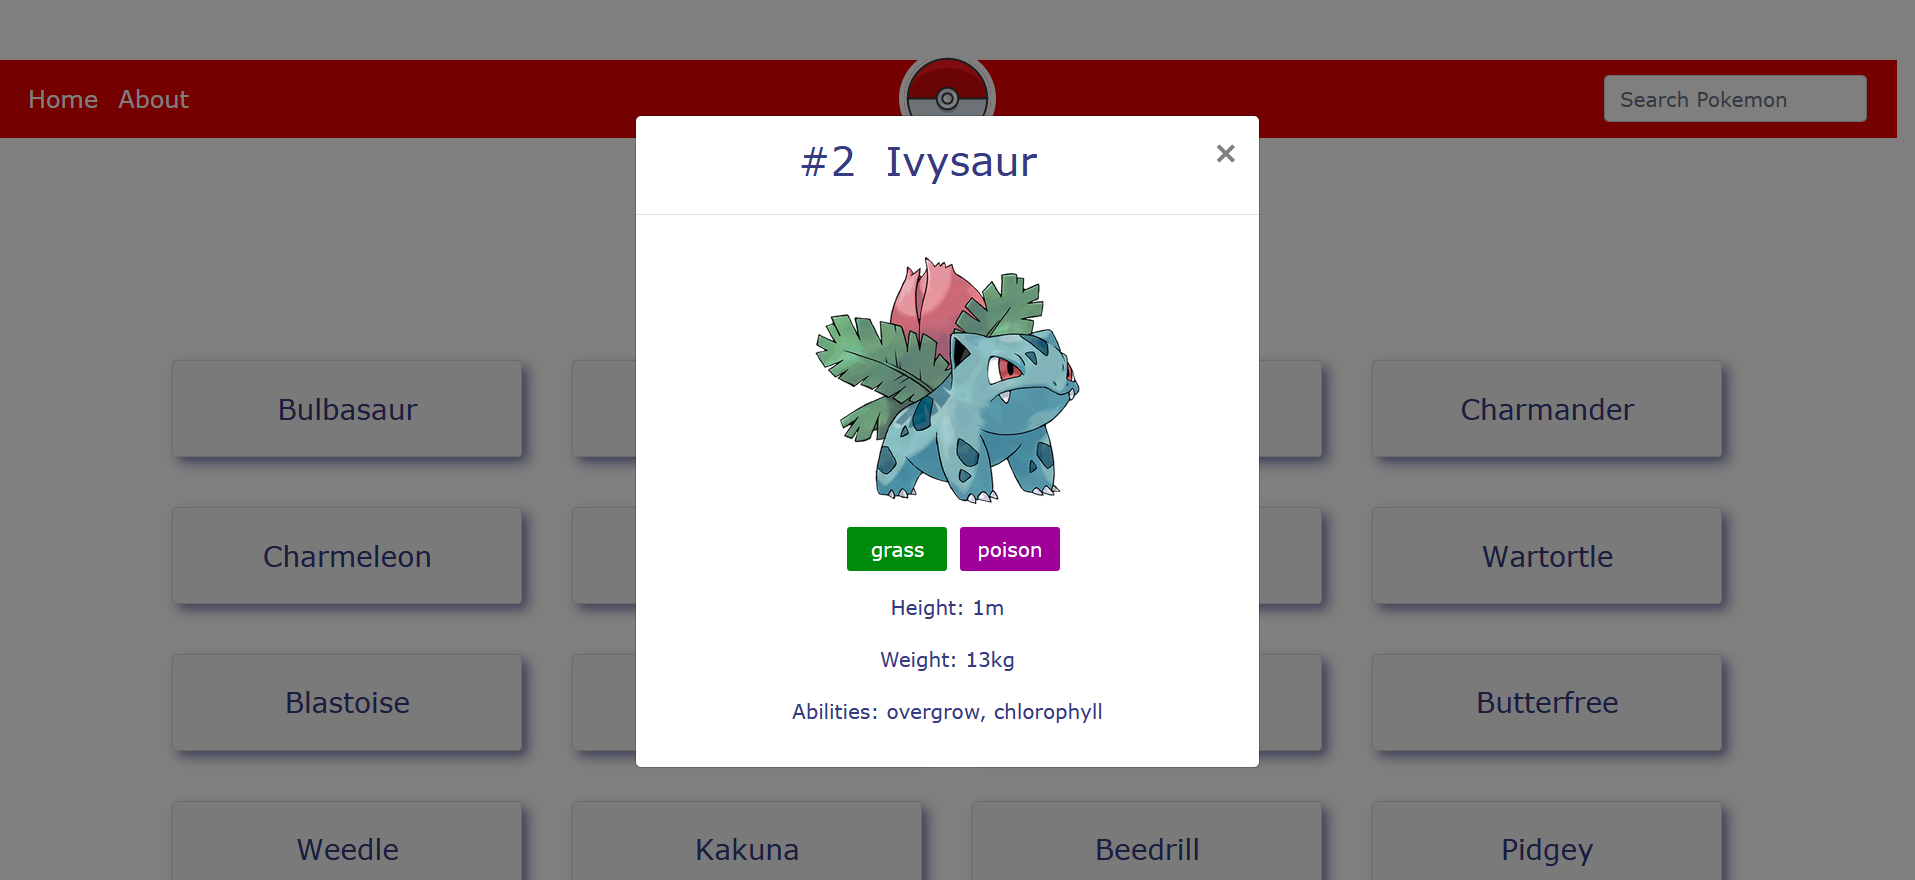 Home About
Search Pokemon
#2 Ivysaur
×
grass poison
Height: 1m
Weight: 13kg
Abilities: overgrow, chlorophyll
Bulbasaur Charmander
Charmeleon Wartortle
Blastoise Butterfree
Weedle Kakuna Beedrill Pidgey